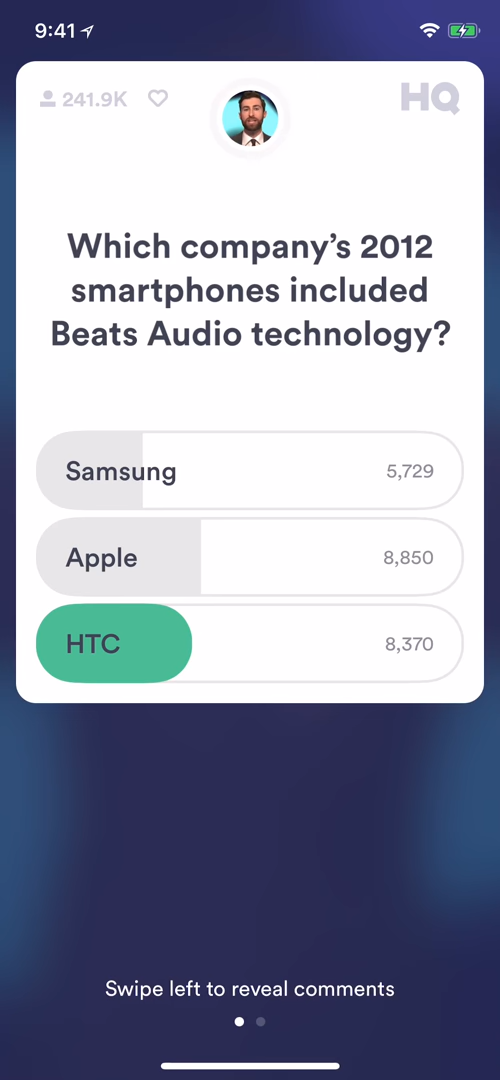 9:41
241.9K
HQ
Which company’s 2012
smartphones included
Beats Audio technology?
Samsung 5,729
Apple 8,850
HTC 8,370
Swipe left to reveal comments